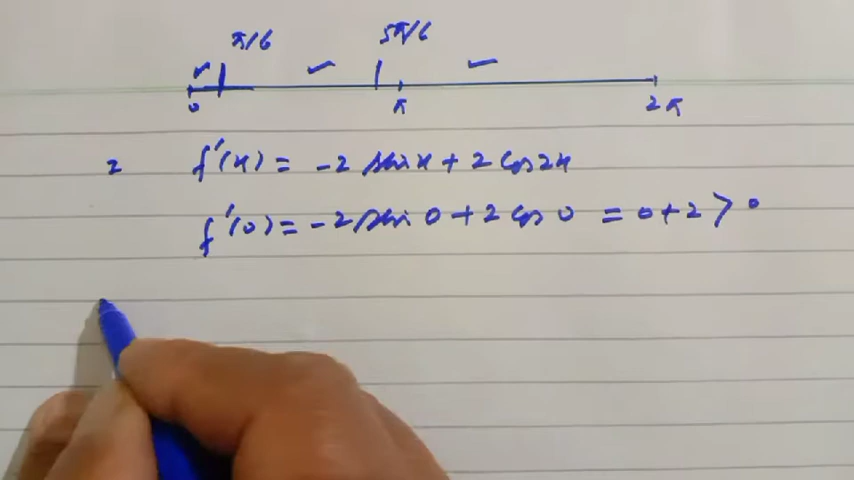 π/6 5π/6
✓ ✓ ✓
0 π 2π
2 f'(x) = -2 sin x + 2 cos 2x
f'(0) = -2 sin 0 + 2 cos 0 = 0+2 > 0